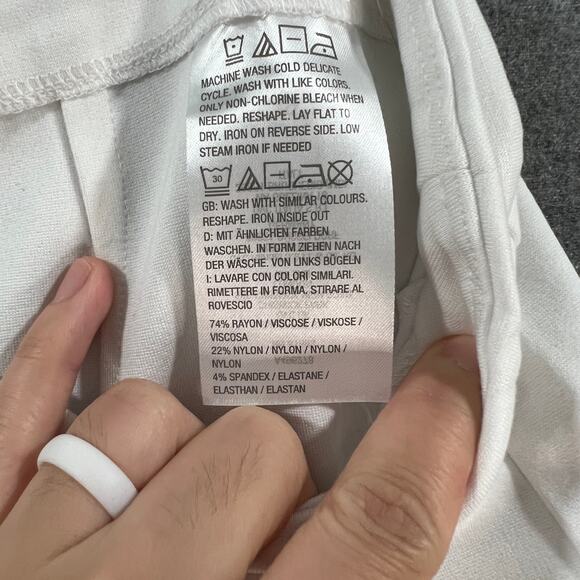 MACHINE WASH COLD DELICATE
CYCLE. WASH WITH LIKE COLORS.
ONLY NON-CHLORINE BLEACH WHEN
NEEDED. RESHAPE. LAY FLAT TO
DRY. IRON ON REVERSE SIDE. LOW
STEAM IRON IF NEEDED
30
GB: WASH WITH SIMILAR COLOURS.
RESHAPE. IRON INSIDE OUT
D: MIT ÄHNLICHEN FARBEN
WASCHEN. IN FORM ZIEHEN NACH
DER WÄSCHE. VON LINKS BÜGELN
I: LAVARE CON COLORI SIMILARI.
RIMETTERE IN FORMA. STIRARE AL
ROVESCIO
74% RAYON / VISCOSE / VISKOSE /
VISCOSA
22% NYLON / NYLON / NYLON /
NYLON
4% SPANDEX / ELASTANE /
ELASTHAN / ELASTAN